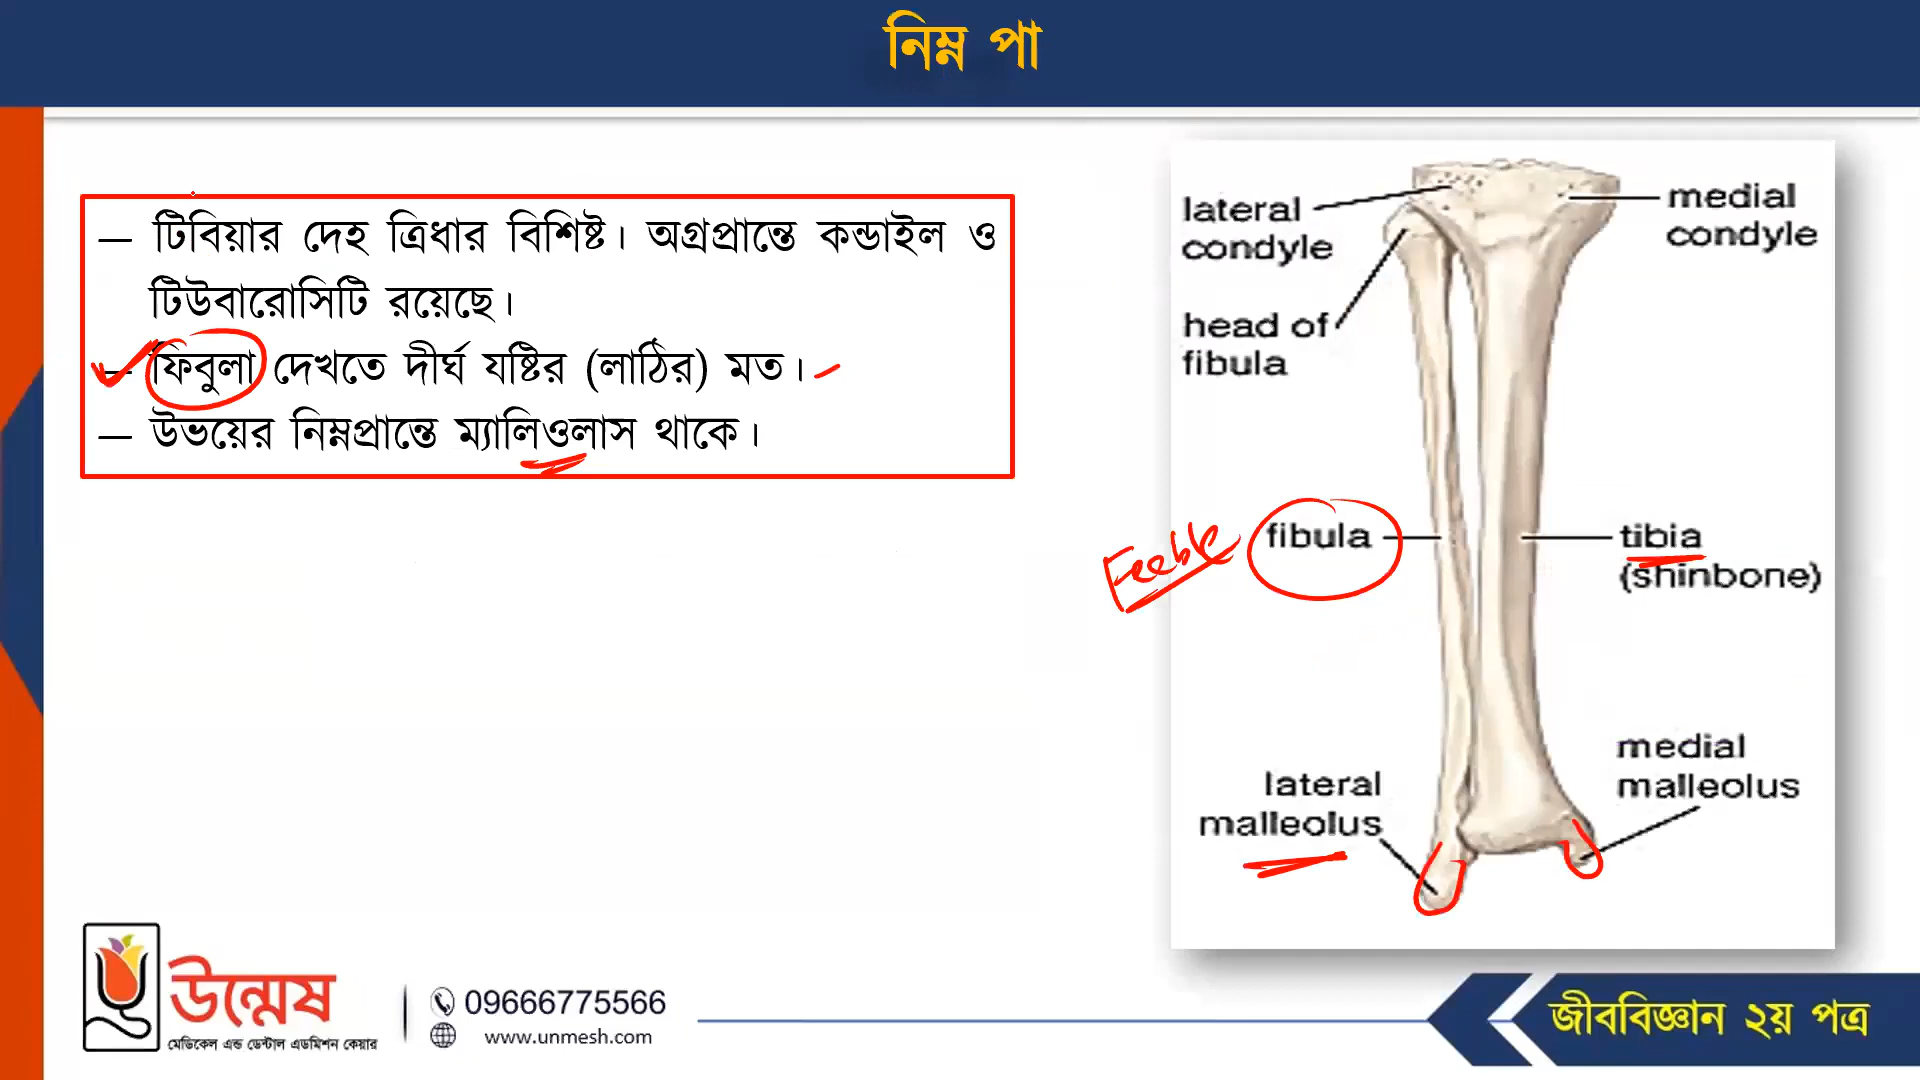 নিম্ন পা
– টিবিয়ার দেহ ত্রিধার বিশিষ্ট। অগ্রপ্রান্তে কন্ডাইল ও
টিউবারোসিটি রয়েছে।
– ফিবুলা দেখতে দীর্ঘ যষ্টির (লাঠির) মত।
– উভয়ের নিম্নপ্রান্তে ম্যালিওলাস থাকে।
lateral
condyle
medial
condyle
head of
fibula
Feeble
fibula
tibia
(shinbone)
medial
malleolus
lateral
malleolus
উন্মেষ
মেডিকেল এন্ড ডেন্টাল এডমিশন কেয়ার
09666775566
www.unmesh.com
জীববিজ্ঞান ২য় পত্র